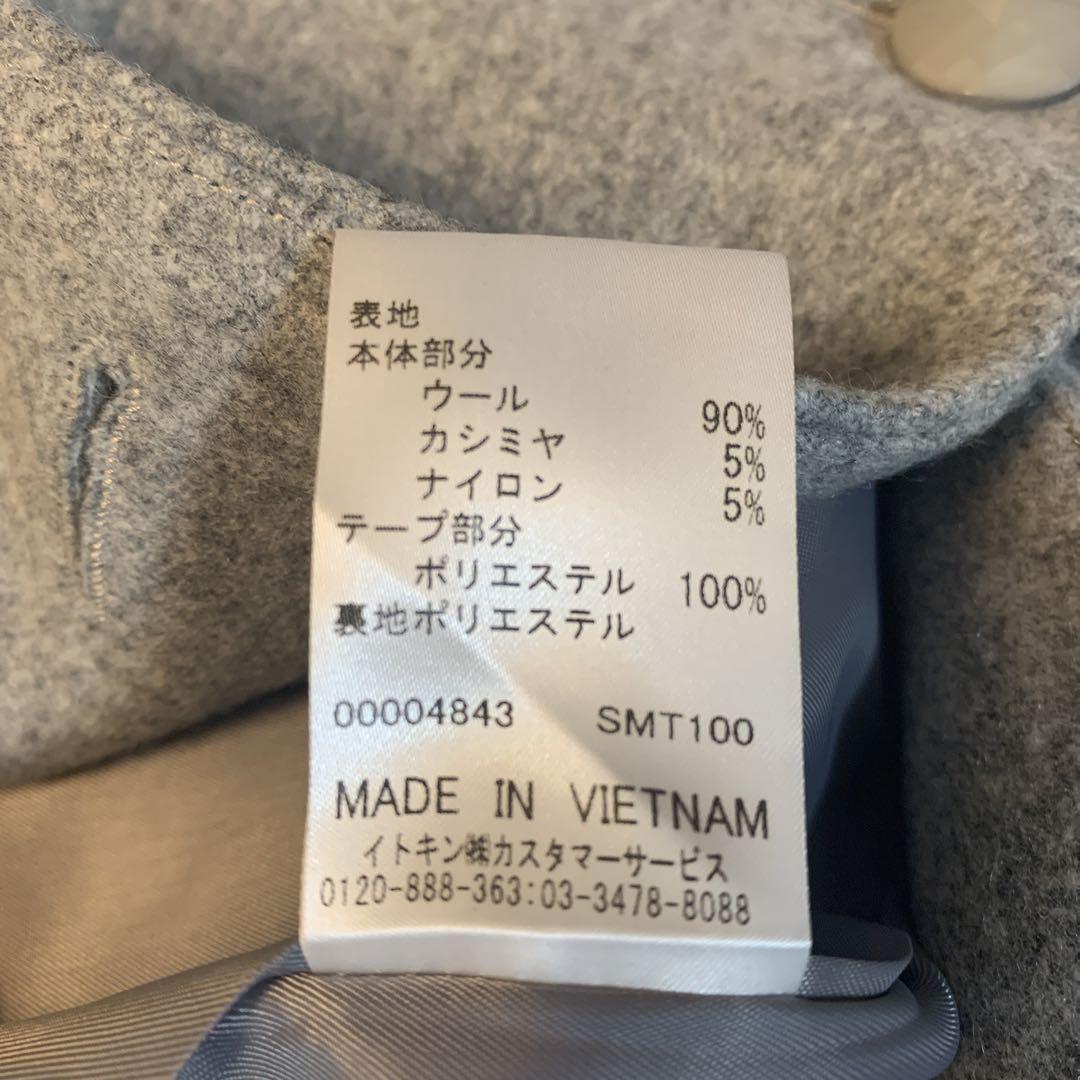 表地
本体部分
ウール 90%
カシミヤ 5%
ナイロン 5%
テープ部分
ポリエステル 100%
裏地ポリエステル
00004843 SMT100
MADE IN VIETNAM
イトキン㈱カスタマーサービス
0120-888-363:03-3478-8088